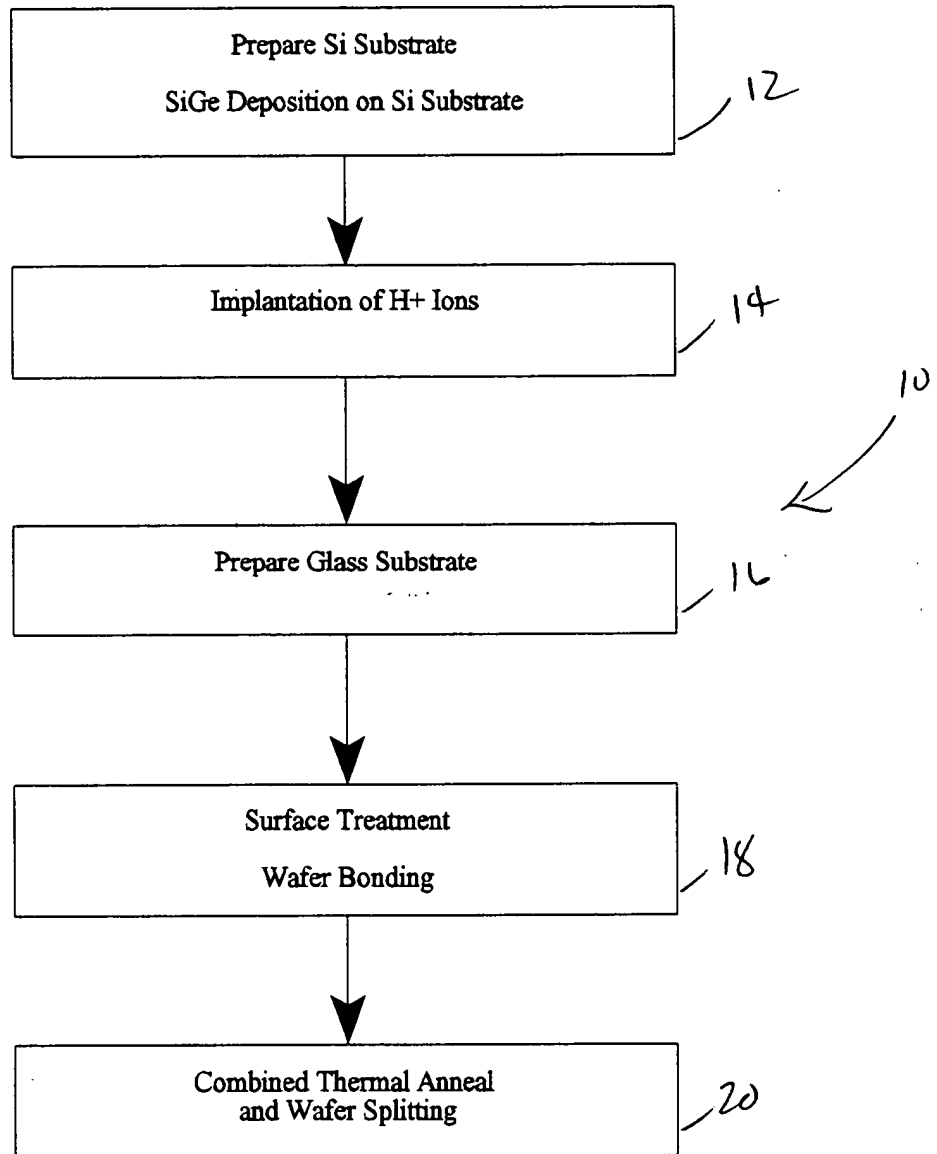 Prepare Si Substrate
SiGe Deposition on Si Substrate
12
Implantation of H+ Ions
14
10
Prepare Glass Substrate
16
Surface Treatment
Wafer Bonding
18
Combined Thermal Anneal
and Wafer Splitting
20